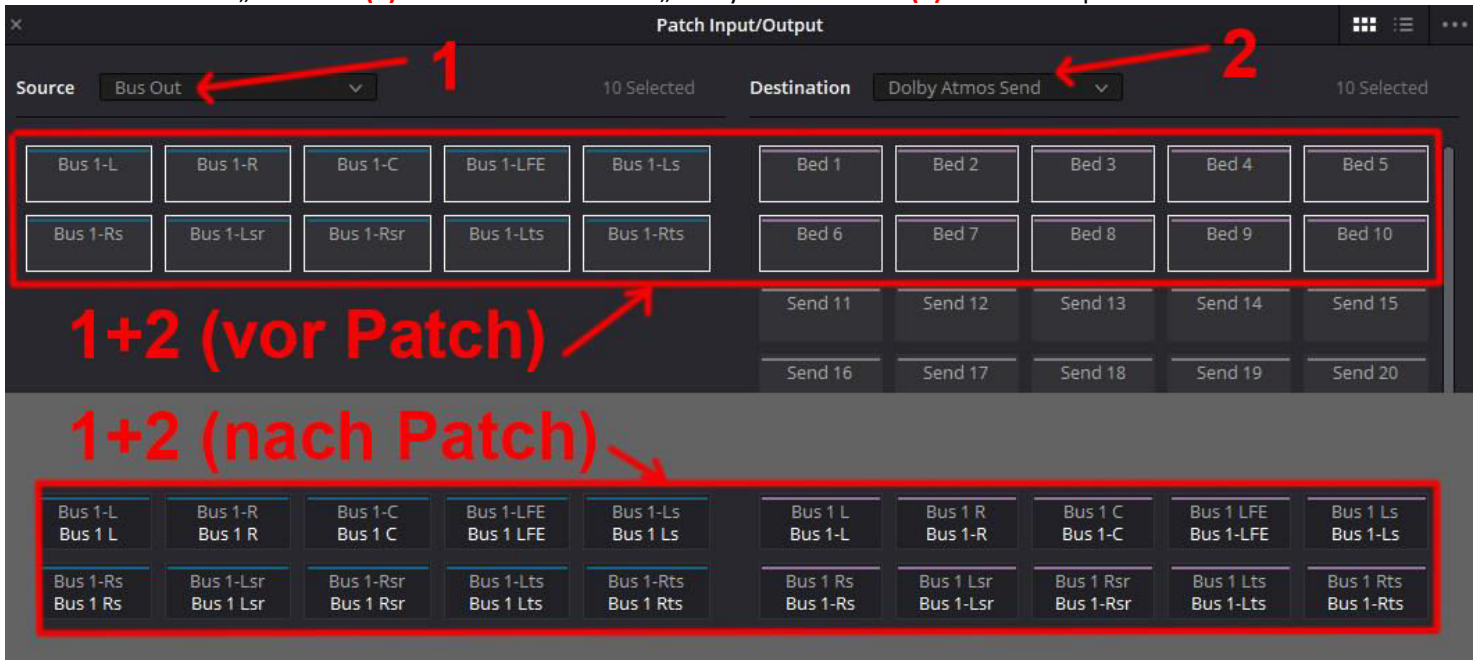 „ (1) „ (2)
× Patch Input/Output
1 2
Source Bus Out 10 Selected Destination Dolby Atmos Send 10 Selected
Bus 1-L Bus 1-R Bus 1-C Bus 1-LFE Bus 1-Ls Bed 1 Bed 2 Bed 3 Bed 4 Bed 5
Bus 1-Rs Bus 1-Lsr Bus 1-Rsr Bus 1-Lts Bus 1-Rts Bed 6 Bed 7 Bed 8 Bed 9 Bed 10
1+2 (vor Patch)
Send 11 Send 12 Send 13 Send 14 Send 15
Send 16 Send 17 Send 18 Send 19 Send 20
1+2 (nach Patch)
Bus 1-L Bus 1-R Bus 1-C Bus 1-LFE Bus 1-Ls Bus 1 L Bus 1 R Bus 1 C Bus 1 LFE Bus 1 Ls
Bus 1 L Bus 1 R Bus 1 C Bus 1 LFE Bus 1 Ls Bus 1-L Bus 1-R Bus 1-C Bus 1-LFE Bus 1-Ls
Bus 1-Rs Bus 1-Lsr Bus 1-Rsr Bus 1-Lts Bus 1-Rts Bus 1 Rs Bus 1 Lsr Bus 1 Rsr Bus 1 Lts Bus 1 Rts
Bus 1 Rs Bus 1 Lsr Bus 1 Rsr Bus 1 Lts Bus 1 Rts Bus 1-Rs Bus 1-Lsr Bus 1-Rsr Bus 1-Lts Bus 1-Rts